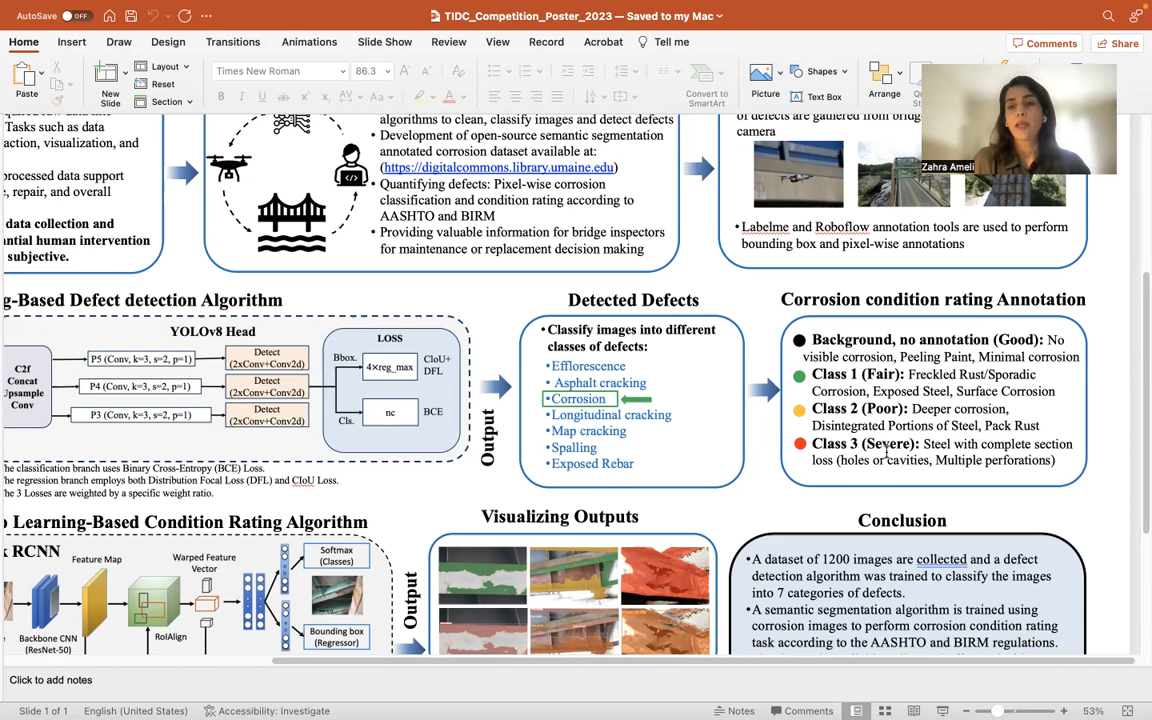 AutoSave OFF
TIDC_Competition_Poster_2023 — Saved to my Mac
Home Insert Draw Design Transitions Animations Slide Show Review View Record Acrobat Tell me
Comments Share
Paste
New
Slide
Layout
Reset
Section
Times New Roman 86.3
Convert to
SmartArt
Picture
Shapes
Text Box
Arrange
Zahra Ameli
Tasks such as data
action, visualization, and
processed data support
e, repair, and overall
data collection and
antial human intervention
subjective.
algorithms to clean, classify images and detect defects
• Development of open-source semantic segmentation
annotated corrosion dataset available at:
(https://digitalcommons.library.umaine.edu)
• Quantifying defects: Pixel-wise corrosion
classification and condition rating according to
AASHTO and BIRM
• Providing valuable information for bridge inspectors
for maintenance or replacement decision making
of defects are gathered from bridg
camera
• Labelme and Roboflow annotation tools are used to perform
bounding box and pixel-wise annotations
g-Based Defect detection Algorithm
YOLOv8 Head
C2f
Concat
Upsample
Conv
P5 (Conv, k=3, s=2, p=1)
P4 (Conv, k=3, s=2, p=1)
P3 (Conv, k=3, s=2, p=1)
Detect
(2xConv+Conv2d)
Detect
(2xConv+Conv2d)
Detect
(2xConv+Conv2d)
LOSS
Bbox.
4×reg_max
CIoU+
DFL
nc
BCE
Cls.
he classification branch uses Binary Cross-Entropy (BCE) Loss.
he regression branch employs both Distribution Focal Loss (DFL) and CIoU Loss.
he 3 Losses are weighted by a specific weight ratio.
Output
Detected Defects
• Classify images into different
classes of defects:
• Efflorescence
• Asphalt cracking
• Corrosion
• Longitudinal cracking
• Map cracking
• Spalling
• Exposed Rebar
Corrosion condition rating Annotation
Background, no annotation (Good): No
visible corrosion, Peeling Paint, Minimal corrosion
Class 1 (Fair): Freckled Rust/Sporadic
Corrosion, Exposed Steel, Surface Corrosion
Class 2 (Poor): Deeper corrosion,
Disintegrated Portions of Steel, Pack Rust
Class 3 (Severe): Steel with complete section
loss (holes or cavities, Multiple perforations)
p Learning-Based Condition Rating Algorithm
k RCNN
Feature Map
Warped Feature
Vector
Softmax
(Classes)
Backbone CNN
(ResNet-50)
RoIAlign
Bounding box
(Regressor)
Output
Visualizing Outputs
Conclusion
• A dataset of 1200 images are collected and a defect
detection algorithm was trained to classify the images
into 7 categories of defects.
• A semantic segmentation algorithm is trained using
corrosion images to perform corrosion condition rating
task according to the AASHTO and BIRM regulations.
Click to add notes
Slide 1 of 1 English (United States) Accessibility: Investigate Notes Comments 53%